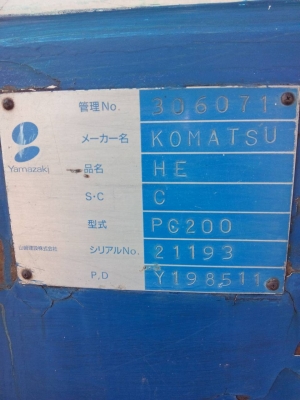 管理No. 306071
メーカー名 KOMATSU
Yamazaki
品名 HE
S・C C
型式 PC200
シリアルNo. 21193
P,D Y198511